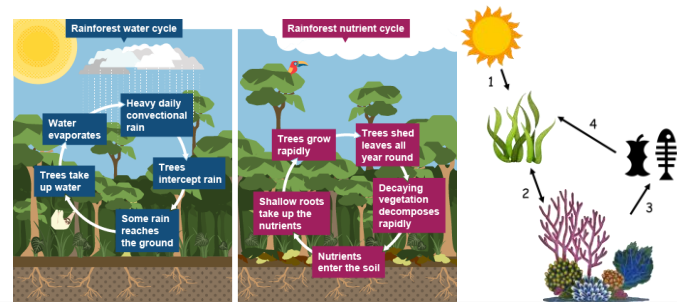 Rainforest water cycle
Heavy daily
convectional
rain
Trees
intercept rain
Some rain
reaches
the ground
Trees take
up water
Water
evaporates
Rainforest nutrient cycle
Trees grow
rapidly
Trees shed
leaves all
year round
Decaying
vegetation
decomposes
rapidly
Nutrients
enter the soil
Shallow roots
take up the
nutrients
1
2
3
4